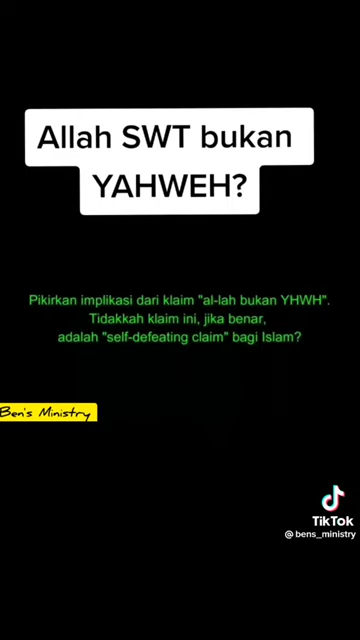 Allah SWT bukan
YAHWEH?
Pikirkan implikasi dari klaim "al-lah bukan YHWH".
Tidakkah klaim ini, jika benar,
adalah "self-defeating claim" bagi Islam?
Ben's Ministry
TikTok
@bens_ministry